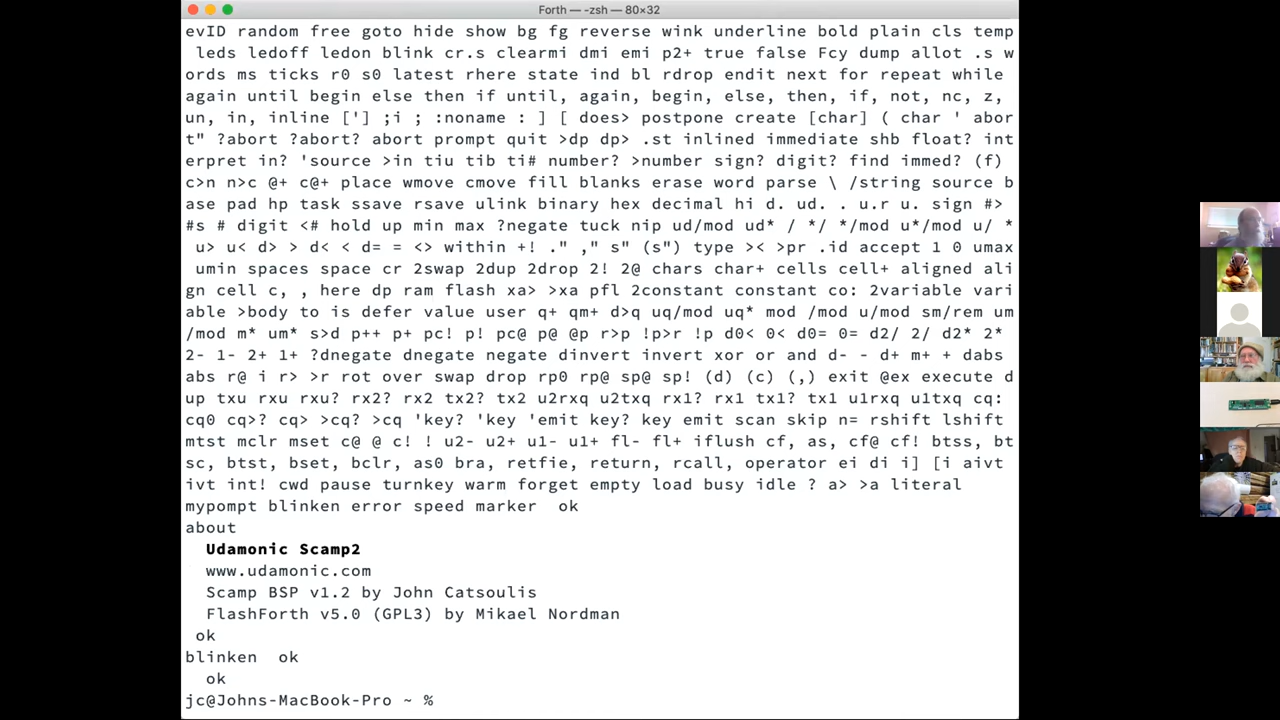 Forth — -zsh — 80×32
evID random free goto hide show bg fg reverse wink underline bold plain cls temp
leds ledoff ledon blink cr.s clearmi dmi emi p2+ true false Fcy dump allot .s w
ords ms ticks r0 s0 latest rhere state ind bl rdrop endit next for repeat while
again until begin else then if until, again, begin, else, then, if, not, nc, z,
un, in, inline ['] ;i ; :noname : ] [ does> postpone create [char] ( char ' abor
t" ?abort ?abort? abort prompt quit >dp dp> .st inlined immediate shb float? int
erpret in? 'source >in tiu tib ti# number? >number sign? digit? find immed? (f)
c>n n>c @+ c@+ place wmove cmove fill blanks erase word parse \ /string source b
ase pad hp task ssave rsave ulink binary hex decimal hi d. ud. . u.r u. sign #>
#s # digit <# hold up min max ?negate tuck nip ud/mod ud* / */ */mod u*/mod u/ *
u> u< d> > d< < d= = <> within +! ." ," s" (s") type >< >pr .id accept 1 0 umax
umin spaces space cr 2swap 2dup 2drop 2! 2@ chars char+ cells cell+ aligned ali
gn cell c, , here dp ram flash xa> >xa pfl 2constant constant co: 2variable vari
able >body to is defer value user q+ qm+ d>q uq/mod uq* mod /mod u/mod sm/rem um
/mod m* um* s>d p++ p+ pc! p! pc@ p@ @p r>p !p>r !p d0< 0< d0= 0= d2/ 2/ d2* 2*
2- 1- 2+ 1+ ?dnegate dnegate negate dinvert invert xor or and d- - d+ m+ + dabs
abs r@ i r> >r rot over swap drop rp0 rp@ sp@ sp! (d) (c) (,) exit @ex execute d
up txu rxu rxu? rx2? rx2 tx2? tx2 u2rxq u2txq rx1? rx1 tx1? tx1 u1rxq u1txq cq:
cq0 cq>? cq> >cq? >cq 'key? 'key 'emit key? key emit scan skip n= rshift lshift
mtst mclr mset c@ @ c! ! u2- u2+ u1- u1+ fl- fl+ iflush cf, as, cf@ cf! btss, bt
sc, btst, bset, bclr, as0 bra, retfie, return, rcall, operator ei di i] [i aivt
ivt int! cwd pause turnkey warm forget empty load busy idle ? a> >a literal
mypompt blinken error speed marker  ok
about
Udamonic Scamp2
www.udamonic.com
Scamp BSP v1.2 by John Catsoulis
FlashForth v5.0 (GPL3) by Mikael Nordman
ok
blinken  ok
ok
jc@Johns-MacBook-Pro ~ %